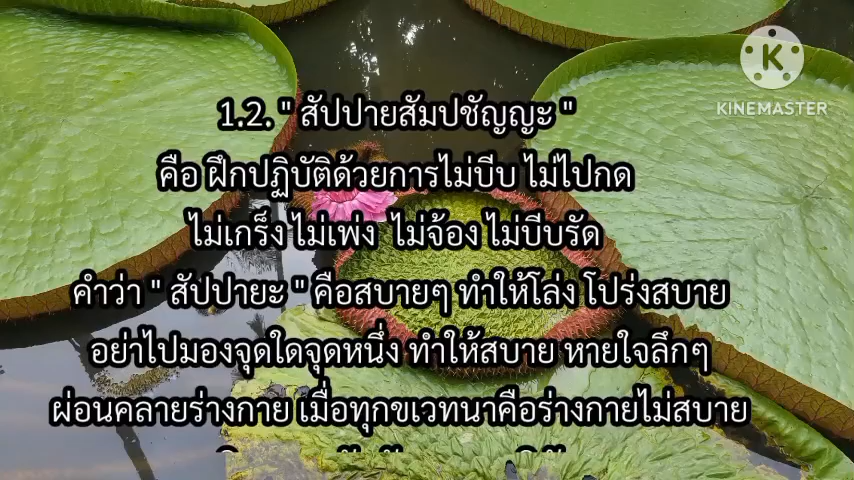 KINEMASTER
1.2. " สัปปายสัมปชัญญะ "
คือ ฝึกปฏิบัติด้วยการไม่บีบ ไม่ไปกด
ไม่เกร็ง ไม่เพ่ง ไม่จ้อง ไม่บีบรัด
คำว่า " สัปปายะ " คือสบายๆ ทำให้โล่ง โปร่งสบาย
อย่าไปมองจุดใดจุดหนึ่ง ทำให้สบาย หายใจลึกๆ
ผ่อนคลายร่างกาย เมื่อทุกขเวทนาคือร่างกายไม่สบาย